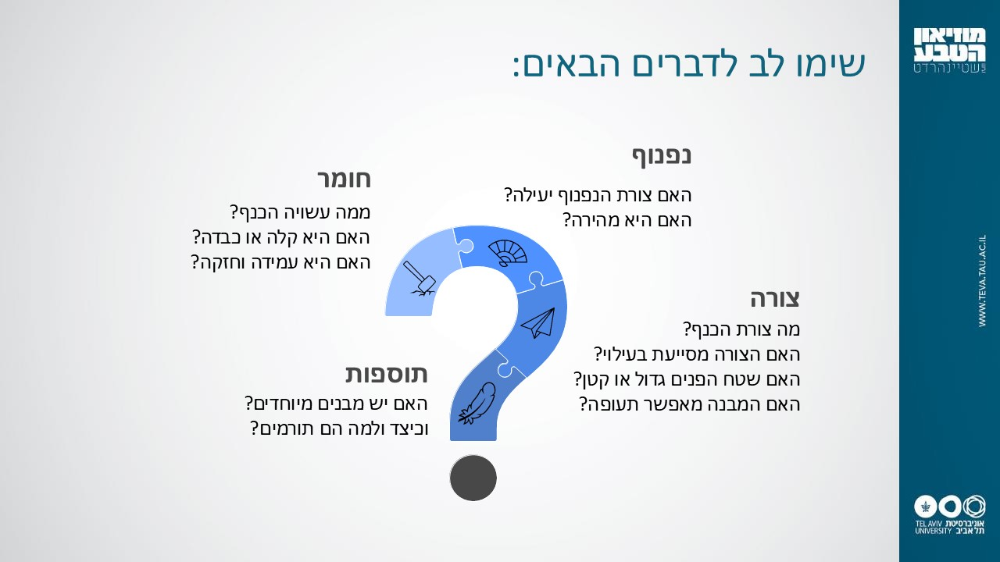 שימו לב לדברים הבאים:
נפנוף
האם צורת הנפנוף יעילה?
האם היא מהירה?
חומר
ממה עשויה הכנף?
האם היא קלה או כבדה?
האם היא עמידה וחזקה?
צורה
מה צורת הכנף?
האם הצורה מסייעת בעילוי?
האם שטח הפנים גדול או קטן?
האם המבנה מאפשר תעופה?
תוספות
האם יש מבנים מיוחדים?
וכיצד ולמה הם תורמים?
מוזיאון
הטבע
שטיינהרדט
WWW.TEVA.TAU.AC.IL
TEL AVIV אוניברסיטת
UNIVERSITY תל אביב